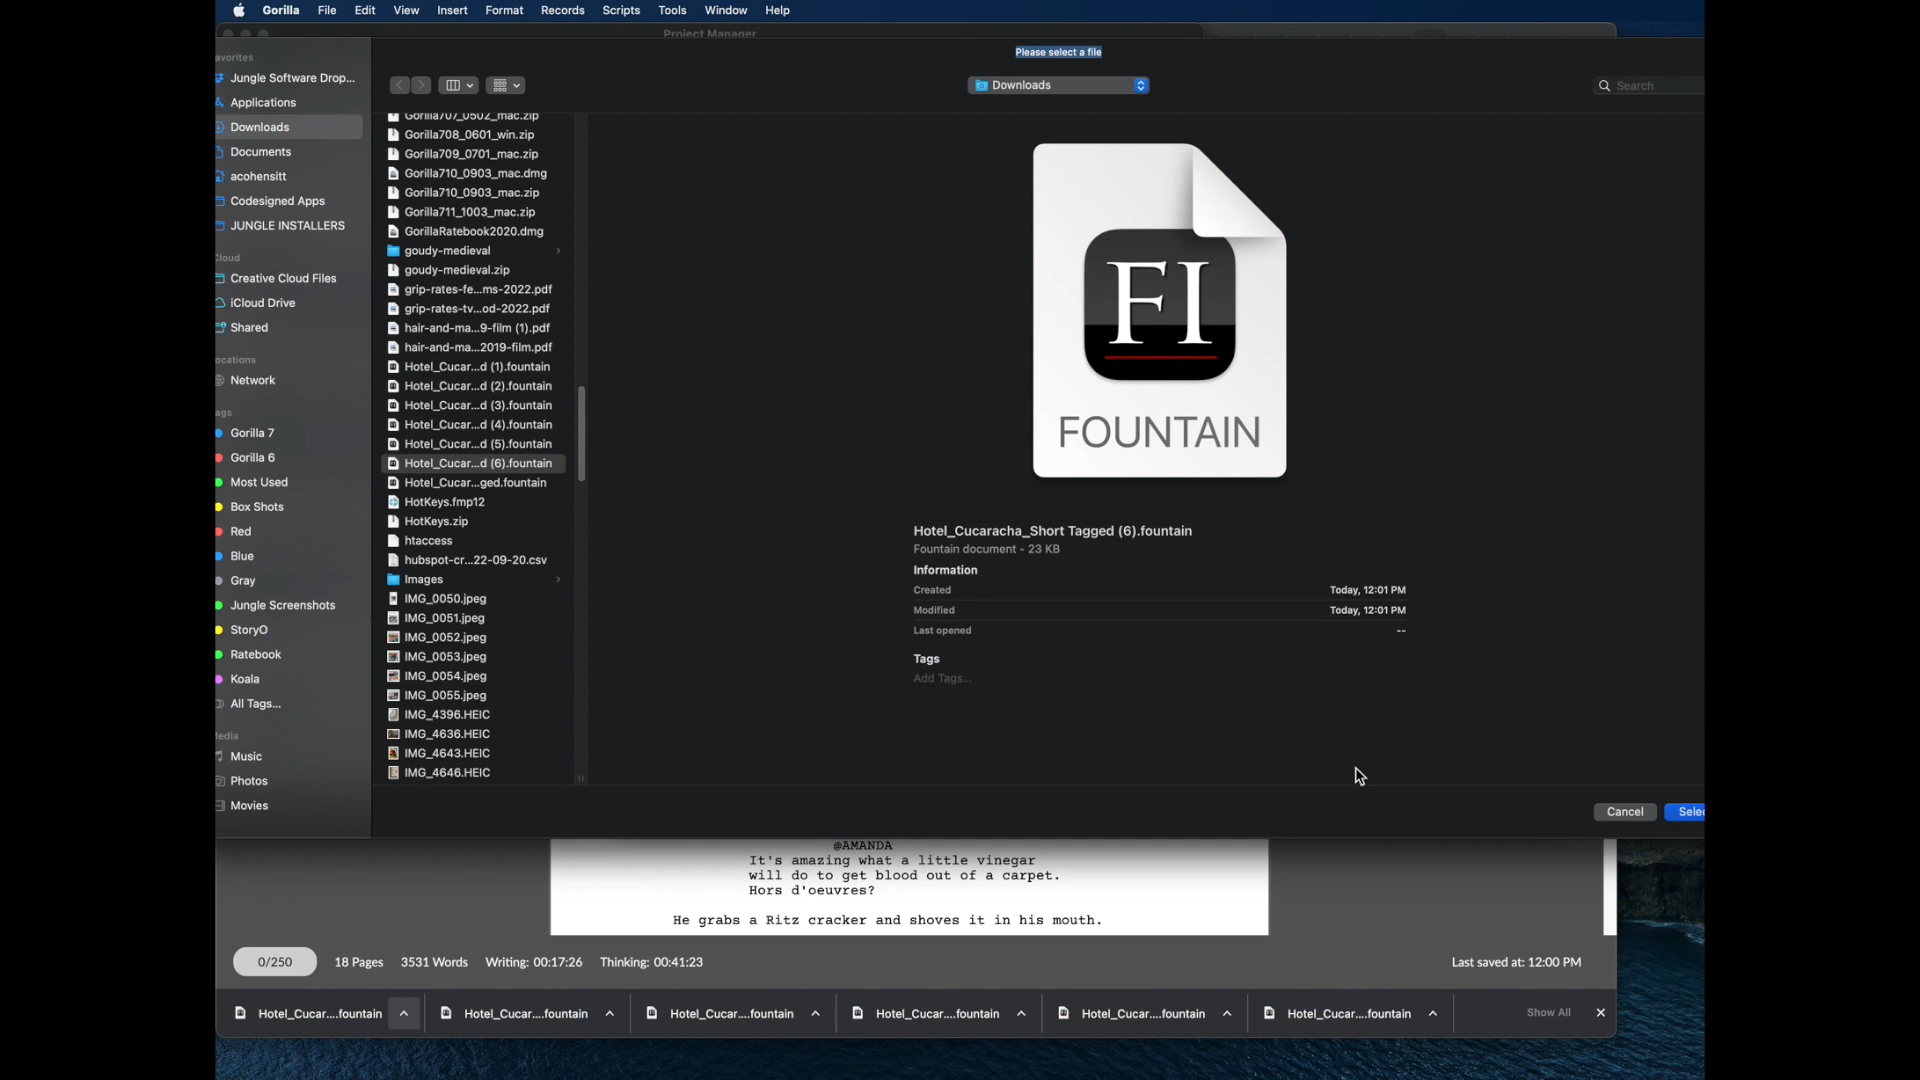 Gorilla File Edit View Insert Format Records Scripts Tools Window Help
Project Manager
Please select a file
Downloads
Search
avorites
Jungle Software Drop...
Applications
Downloads
Documents
acohensitt
Codesigned Apps
JUNGLE INSTALLERS
Cloud
Creative Cloud Files
iCloud Drive
Shared
ocations
Network
ags
Gorilla 7
Gorilla 6
Most Used
Box Shots
Red
Blue
Gray
Jungle Screenshots
StoryO
Ratebook
Koala
All Tags...
Media
Music
Photos
Movies
Gorilla707_0502_mac.zip
Gorilla708_0601_win.zip
Gorilla709_0701_mac.zip
Gorilla710_0903_mac.dmg
Gorilla710_0903_mac.zip
Gorilla711_1003_mac.zip
GorillaRatebook2020.dmg
goudy-medieval
goudy-medieval.zip
grip-rates-fe...ms-2022.pdf
grip-rates-tv...od-2022.pdf
hair-and-ma...9-film (1).pdf
hair-and-ma...2019-film.pdf
Hotel_Cucar...d (1).fountain
Hotel_Cucar...d (2).fountain
Hotel_Cucar...d (3).fountain
Hotel_Cucar...d (4).fountain
Hotel_Cucar...d (5).fountain
Hotel_Cucar...d (6).fountain
Hotel_Cucar...ged.fountain
HotKeys.fmp12
HotKeys.zip
htaccess
hubspot-cr...22-09-20.csv
Images
IMG_0050.jpeg
IMG_0051.jpeg
IMG_0052.jpeg
IMG_0053.jpeg
IMG_0054.jpeg
IMG_0055.jpeg
IMG_4396.HEIC
IMG_4636.HEIC
IMG_4643.HEIC
IMG_4646.HEIC
FI
FOUNTAIN
Hotel_Cucaracha_Short Tagged (6).fountain
Fountain document - 23 KB
Information
Created Today, 12:01 PM
Modified Today, 12:01 PM
Last opened --
Tags
Add Tags...
Cancel Selec
@AMANDA
It's amazing what a little vinegar
will do to get blood out of a carpet.
Hors d'oeuvres?
He grabs a Ritz cracker and shoves it in his mouth.
0/250 18 Pages 3531 Words Writing: 00:17:26 Thinking: 00:41:23 Last saved at: 12:00 PM
Hotel_Cucar....fountain Hotel_Cucar....fountain Hotel_Cucar....fountain Hotel_Cucar....fountain Hotel_Cucar....fountain Hotel_Cucar....fountain Show All